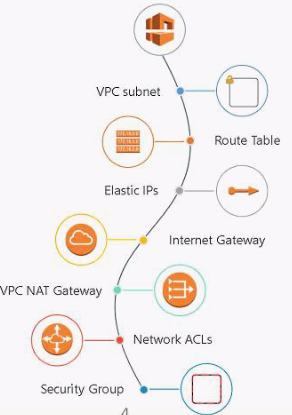 VPC subnet
Route Table
Elastic IPs
Internet Gateway
VPC NAT Gateway
Network ACLs
Security Group